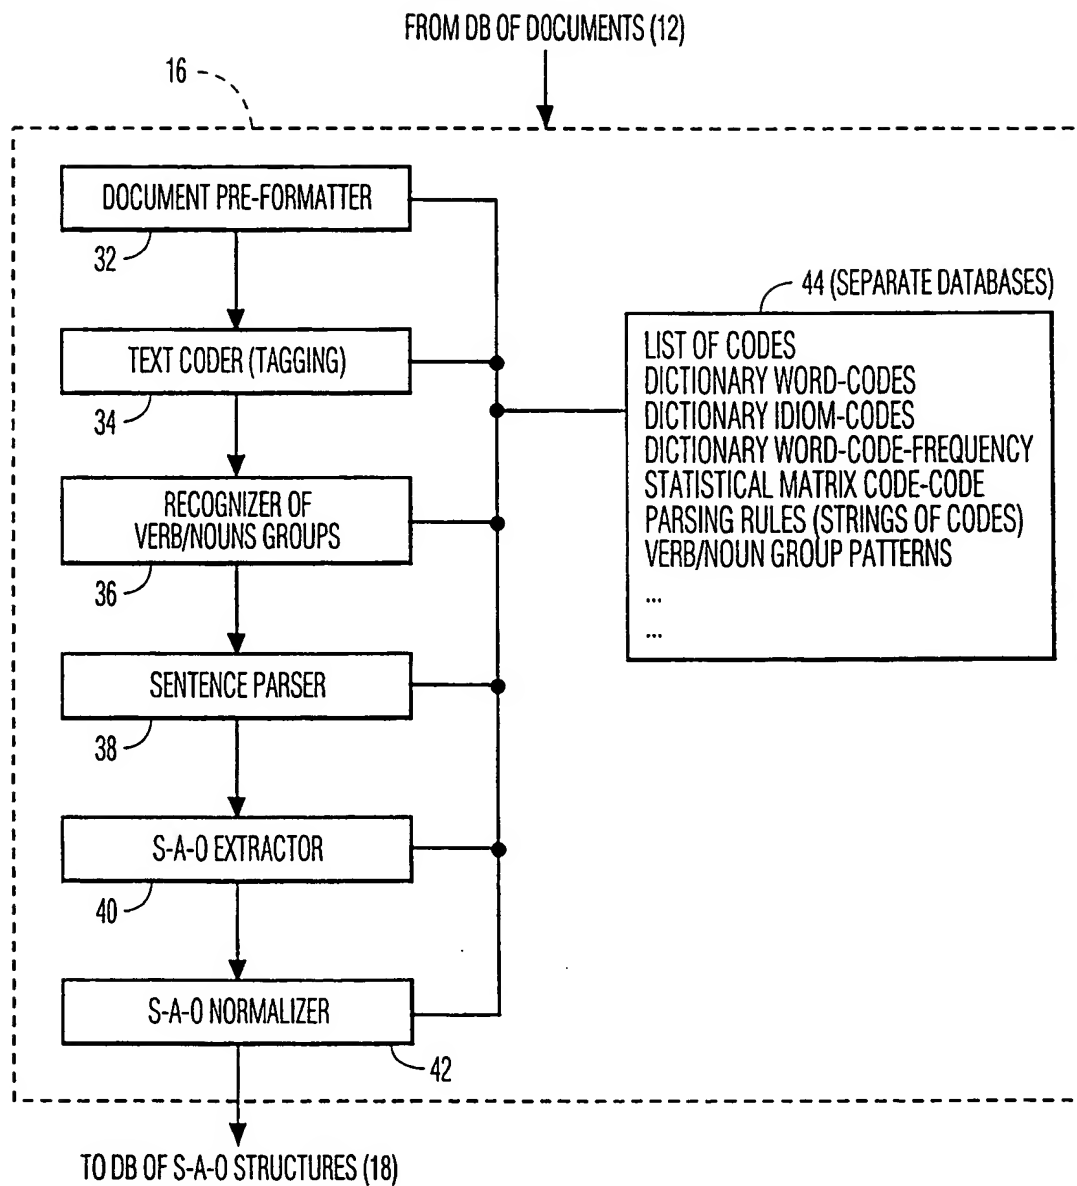 FROM DB OF DOCUMENTS (12)
16
DOCUMENT PRE-FORMATTER
32
TEXT CODER (TAGGING)
34
RECOGNIZER OF
VERB/NOUNS GROUPS
36
SENTENCE PARSER
38
S-A-O EXTRACTOR
40
S-A-O NORMALIZER
42
44 (SEPARATE DATABASES)
LIST OF CODES
DICTIONARY WORD-CODES
DICTIONARY IDIOM-CODES
DICTIONARY WORD-CODE-FREQUENCY
STATISTICAL MATRIX CODE-CODE
PARSING RULES (STRINGS OF CODES)
VERB/NOUN GROUP PATTERNS
...
...
TO DB OF S-A-O STRUCTURES (18)